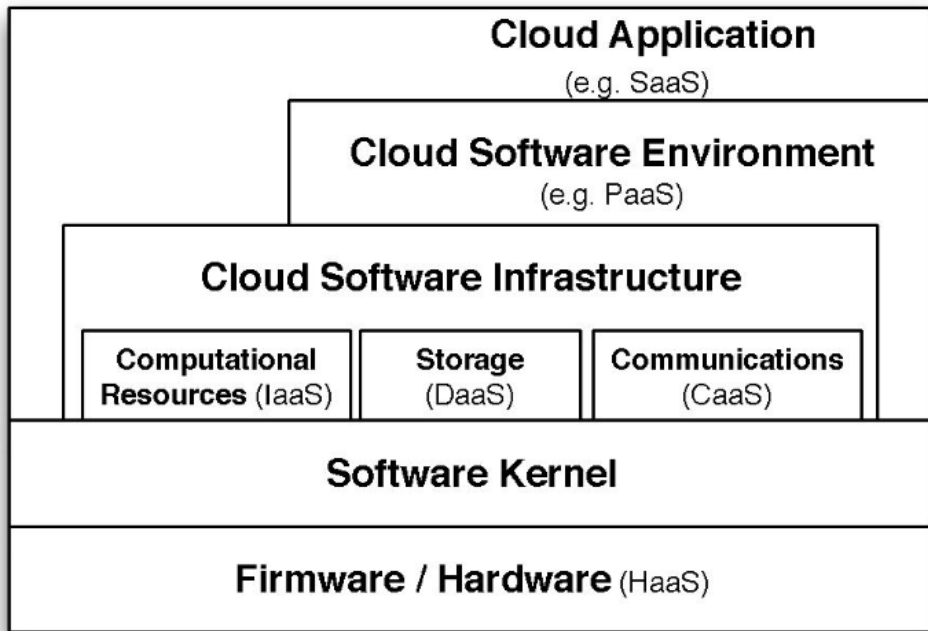 Cloud Application
(e.g. SaaS)
Cloud Software Environment
(e.g. PaaS)
Cloud Software Infrastructure
Computational
Resources (IaaS)
Storage
(DaaS)
Communications
(CaaS)
Software Kernel
Firmware / Hardware (HaaS)